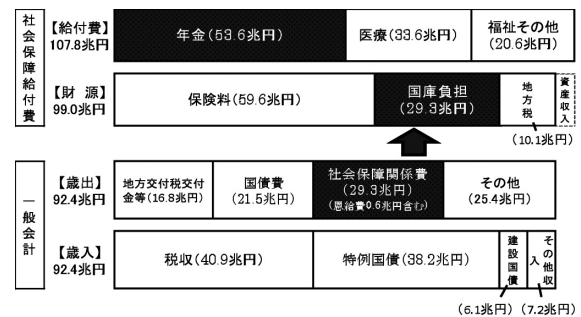 社会保障給付費
【給付費】
107.8兆円
年金(53.6兆円)
医療(33.6兆円)
福祉その他
(20.6兆円)
【財　源】
99.0兆円
保険料(59.6兆円)
国庫負担
(29.3兆円)
地方税
資産収入
(10.1兆円)
一般会計
【歳出】
92.4兆円
地方交付税交付
金等(16.8兆円)
国債費
(21.5兆円)
社会保障関係費
(29.3兆円)
(恩給費0.6兆円含む)
その他
(25.4兆円)
【歳入】
92.4兆円
税収(40.9兆円)
特例国債(38.2兆円)
建設国債
その他収入
(6.1兆円)
(7.2兆円)